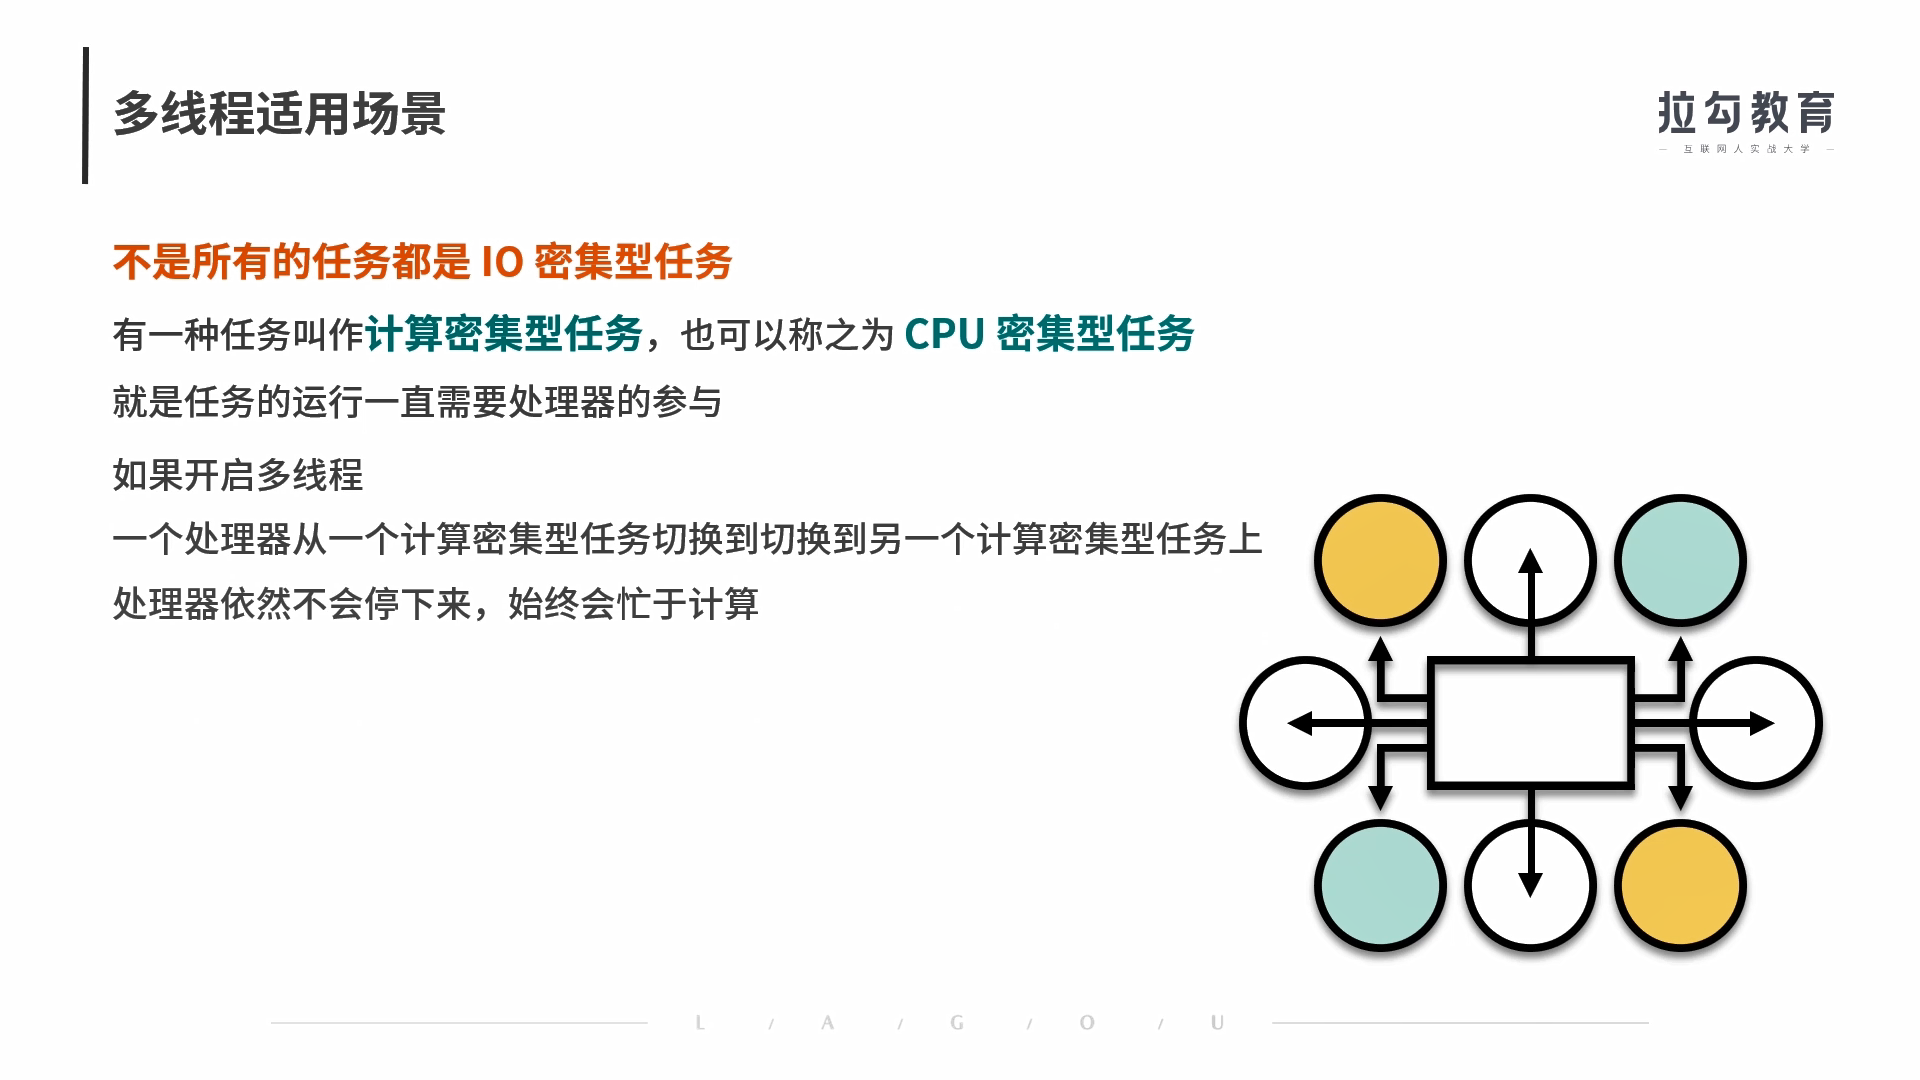 多线程适用场景
拉勾教育
— 互联网人实战大学 —
不是所有的任务都是 IO 密集型任务
有一种任务叫作计算密集型任务，也可以称之为 CPU 密集型任务
就是任务的运行一直需要处理器的参与
如果开启多线程
一个处理器从一个计算密集型任务切换到切换到另一个计算密集型任务上
处理器依然不会停下来，始终会忙于计算
L / A / G / O / U